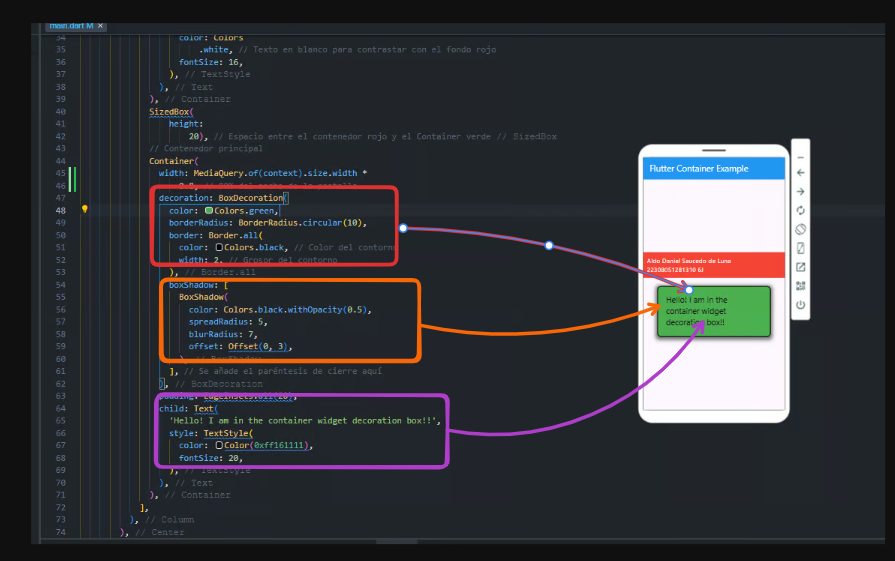 main.dart M ×
34 color: Colors
35 .white, // Texto en blanco para contrastar con el fondo rojo
36 fontSize: 16,
37 ), // TextStyle
38 ), // Text
39 ), // Container
40 SizedBox(
41 height:
42 20), // Espacio entre el contenedor rojo y el Container verde // SizedBox
43 // Contenedor principal
44 Container(
45 width: MediaQuery.of(context).size.width *
46
47 decoration: BoxDecoration(
48 color: Colors.green,
49 borderRadius: BorderRadius.circular(10),
50 border: Border.all(
51 color: Colors.black, // Color del contorno
52 width: 2, // Grosor del contorno
53 ), // Border.all
54 boxShadow: [
55 BoxShadow(
56 color: Colors.black.withOpacity(0.5),
57 spreadRadius: 5,
58 blurRadius: 7,
59 offset: Offset(0, 3),
60 ), // BoxShadow
61 ], // Se añade el paréntesis de cierre aquí
62 ), // BoxDecoration
63
64 child: Text(
65 'Hello! I am in the container widget decoration box!!',
66 style: TextStyle(
67 color: Color(0xff161111),
68 fontSize: 20,
69 ), // TextStyle
70 ), // Text
71 ), // Container
72 ],
73 ), // Column
74 ), // Center
Flutter Container Example
Aldo Daniel Saucedo de Luna
22308051281310 6J
Hello! I am in the
container widget
decoration box!!